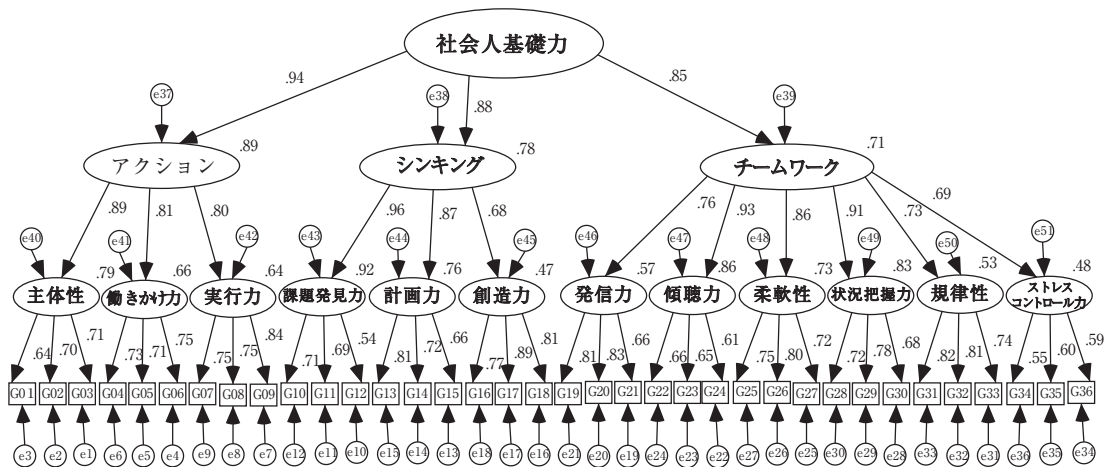 社会人基礎力
.94
.88
.85
e37
e38
e39
アクション
.89
シンキング
.78
チームワーク
.71
.89
.81
.80
.96
.87
.68
.76
.93
.86
.91
.73
.69
e40
e41
e42
e43
e44
e45
e46
e47
e48
e49
e50
e51
.79
.66
.64
.92
.76
.47
.57
.86
.73
.83
.53
.48
主体性
働きかけ力
実行力
課題発見力
計画力
創造力
発信力
傾聴力
柔軟性
状況把握力
規律性
ストレス
コントロール力
.64
.70
.71
.73
.71
.75
.75
.75
.84
.71
.69
.54
.81
.72
.66
.77
.89
.81
.81
.83
.66
.66
.65
.61
.75
.80
.72
.72
.78
.68
.82
.81
.74
.55
.60
.59
G01 G02 G03 G04 G05 G06 G07 G08 G09 G10 G11 G12 G13 G14 G15 G16 G17 G18 G19 G20 G21 G22 G23 G24 G25 G26 G27 G28 G29 G30 G31 G32 G33 G34 G35 G36
e3 e2 e1 e6 e5 e4 e9 e8 e7 e12 e11 e10 e15 e14 e13 e18 e17 e16 e21 e20 e19 e24 e23 e22 e27 e26 e25 e30 e29 e28 e33 e32 e31 e36 e35 e34